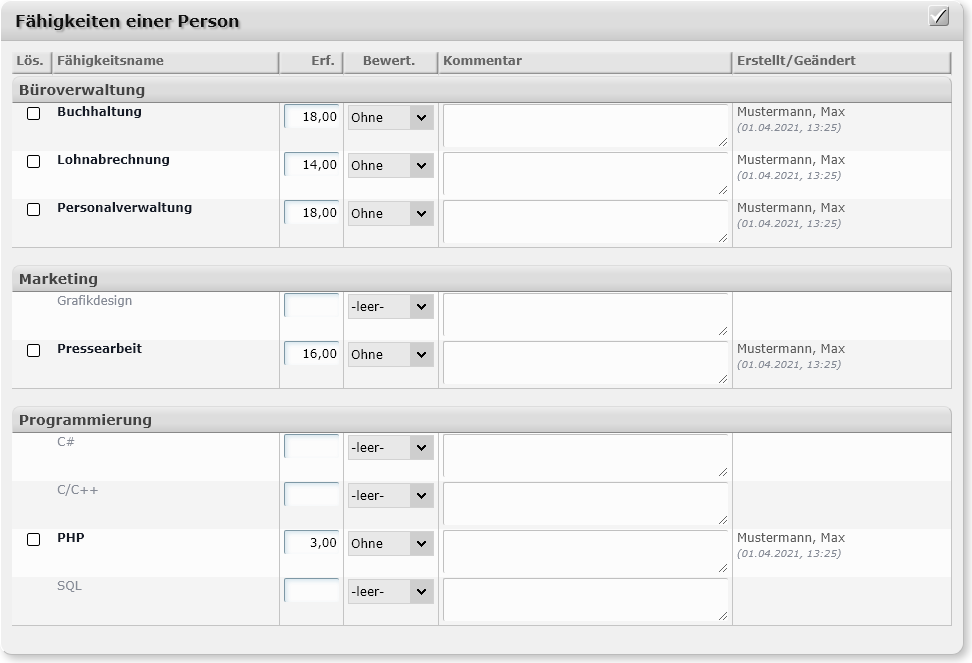 Fähigkeiten einer Person
Lös. Fähigkeitsname Erf. Bewert. Kommentar Erstellt/Geändert
Büroverwaltung
Buchhaltung 18,00 Ohne Mustermann, Max
(01.04.2021, 13:25)
Lohnabrechnung 14,00 Ohne Mustermann, Max
(01.04.2021, 13:25)
Personalverwaltung 18,00 Ohne Mustermann, Max
(01.04.2021, 13:25)
Marketing
Grafikdesign -leer-
Pressearbeit 16,00 Ohne Mustermann, Max
(01.04.2021, 13:25)
Programmierung
C# -leer-
C/C++ -leer-
PHP 3,00 Ohne Mustermann, Max
(01.04.2021, 13:25)
SQL -leer-